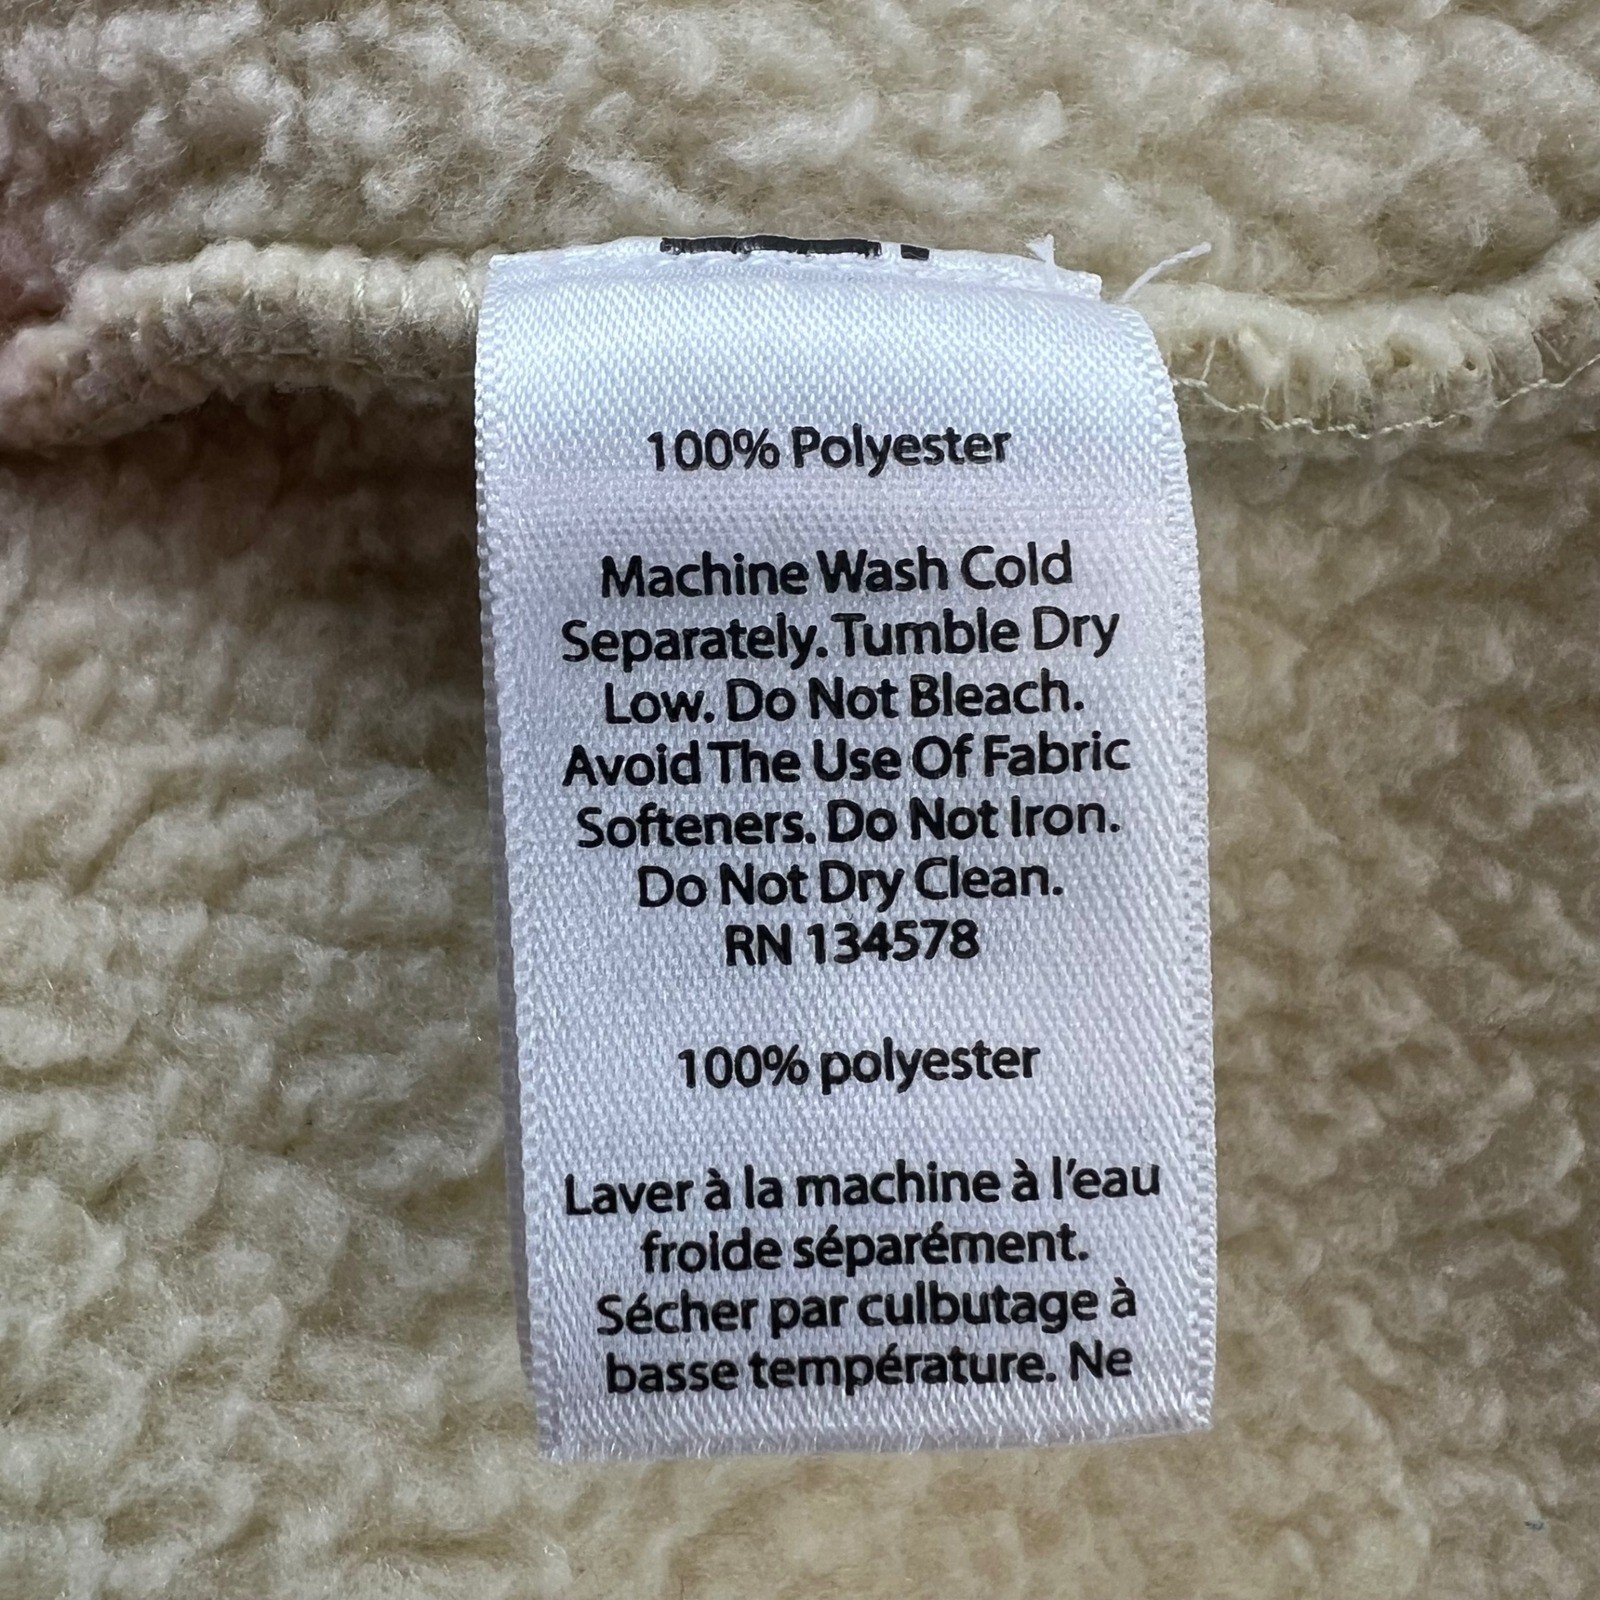 100% Polyester
Machine Wash Cold
Separately. Tumble Dry
Low. Do Not Bleach.
Avoid The Use Of Fabric
Softeners. Do Not Iron.
Do Not Dry Clean.
RN 134578
100% polyester
Laver à la machine à l'eau
froide séparément.
Sécher par culbutage à
basse température. Ne